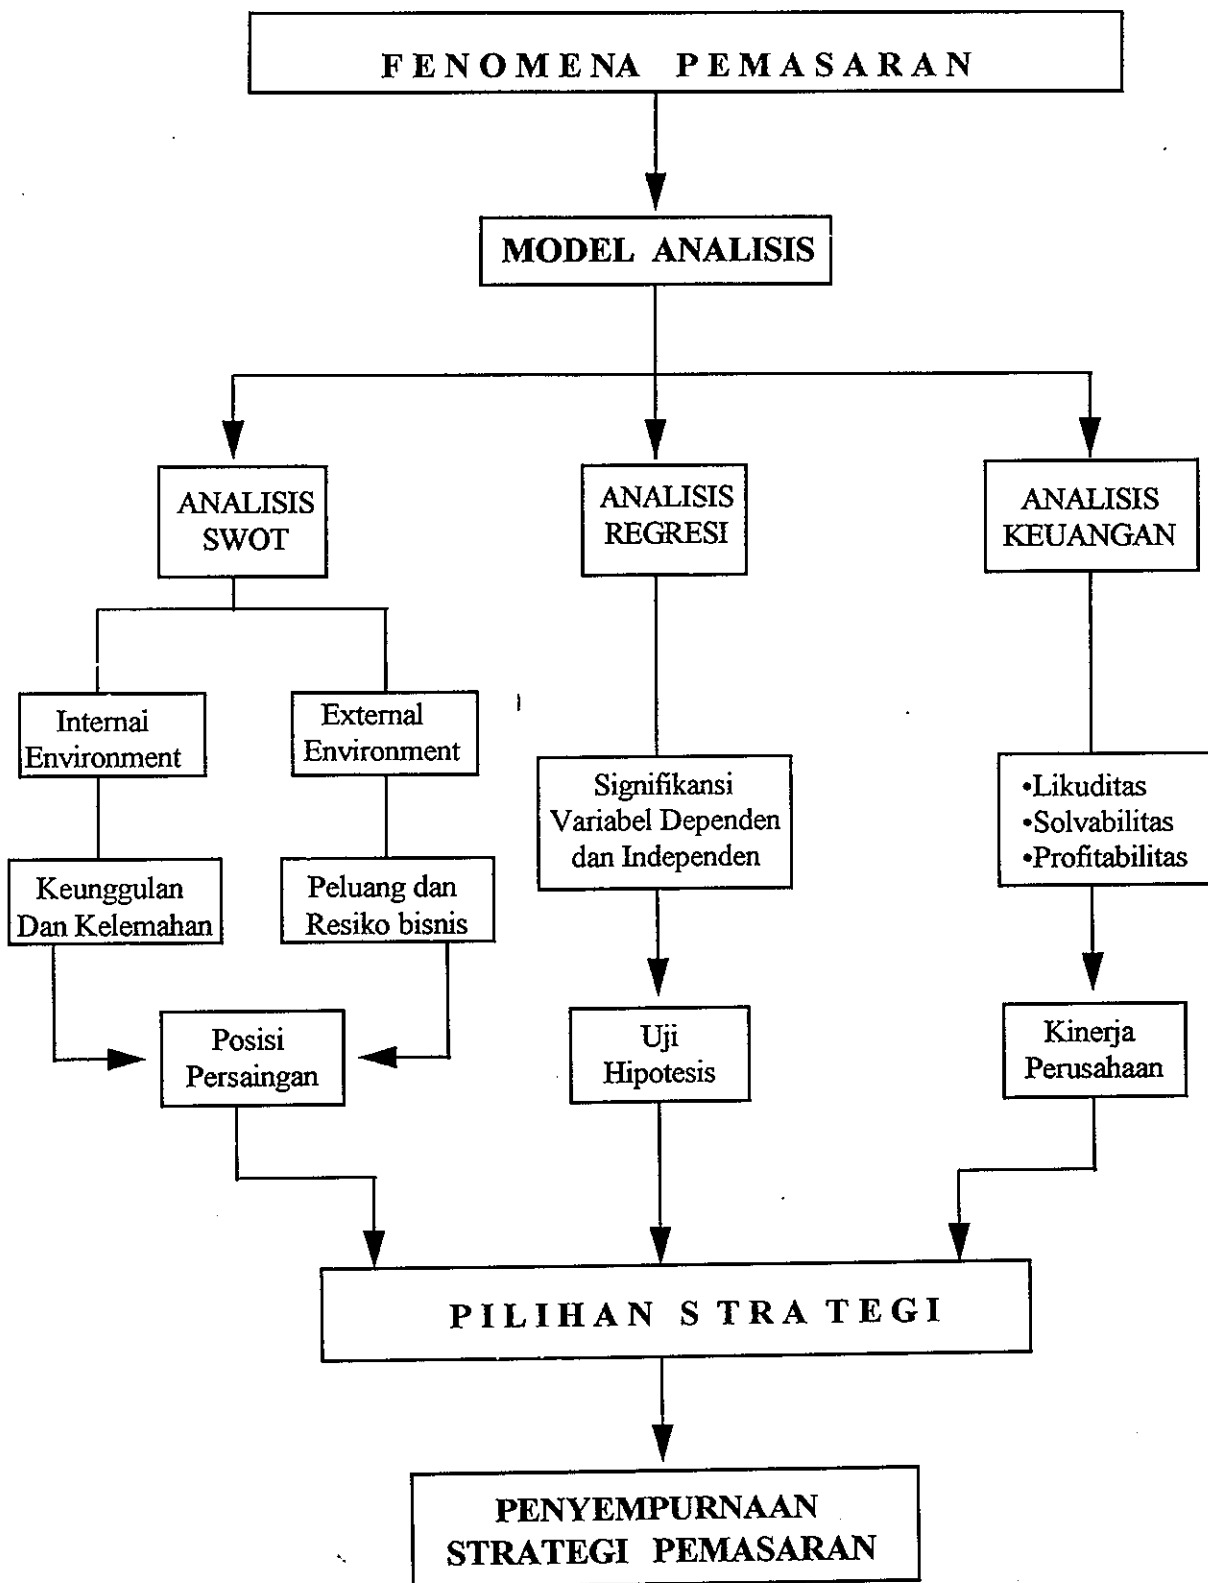 FENOMENA PEMASARAN
MODEL ANALISIS
ANALISIS
SWOT
ANALISIS
REGRESI
ANALISIS
KEUANGAN
Internai
Environment
External
Environment
Signifikansi
Variabel Dependen
dan Independen
•Likuditas
•Solvabilitas
•Profitabilitas
Keunggulan
Dan Kelemahan
Peluang dan
Resiko bisnis
Posisi
Persaingan
Uji
Hipotesis
Kinerja
Perusahaan
PILIHAN STRATEGI
PENYEMPURNAAN
STRATEGI PEMASARAN